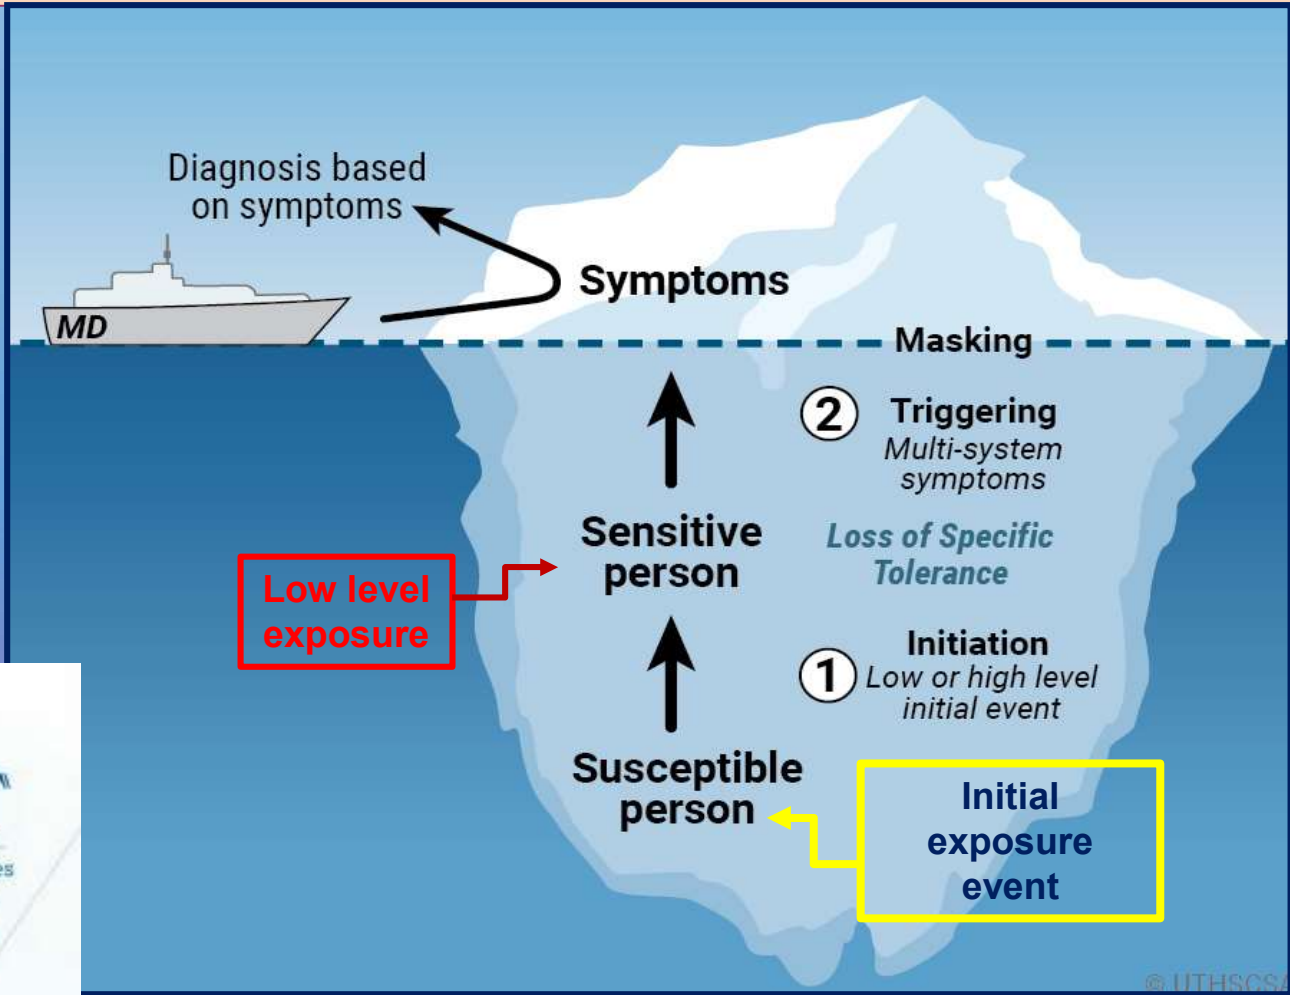 Diagnosis based
on symptoms
Symptoms
MD
Masking
2
Triggering
Multi-system
symptoms
Sensitive
person
Loss of Specific
Tolerance
Low level
exposure
Initiation
1
Low or high level
initial event
Susceptible
person
Initial
exposure
event
© UTHSCSA